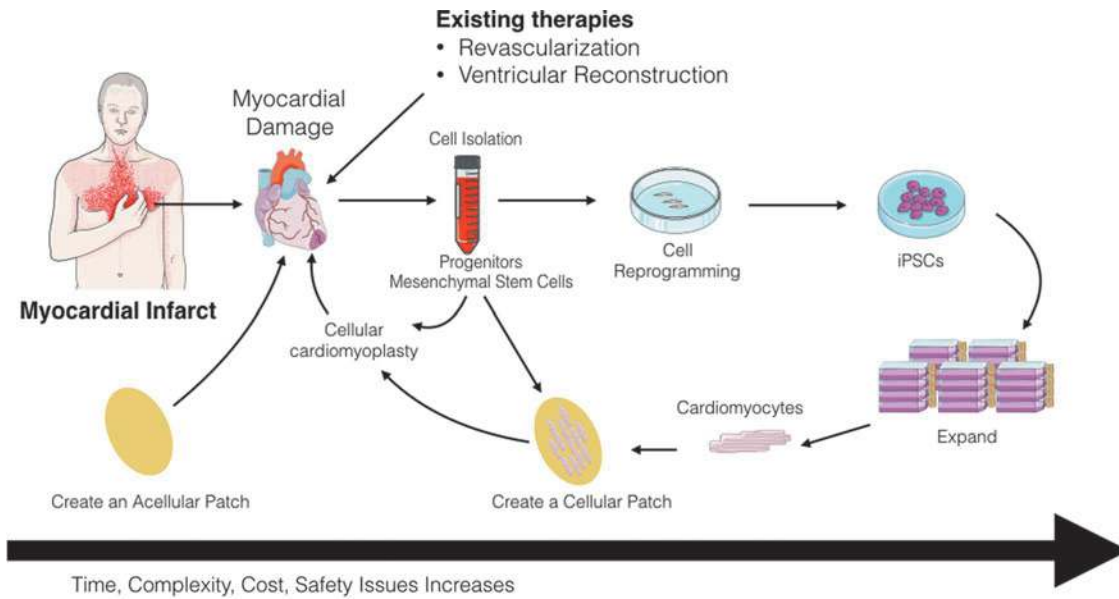 Existing therapies
• Revascularization
• Ventricular Reconstruction
Myocardial
Damage
Cell Isolation
Progenitors
Mesenchymal Stem Cells
Cell
Reprogramming
iPSCs
Myocardial Infarct
Cellular
cardiomyoplasty
Cardiomyocytes
Expand
Create an Acellular Patch
Create a Cellular Patch
Time, Complexity, Cost, Safety Issues Increases